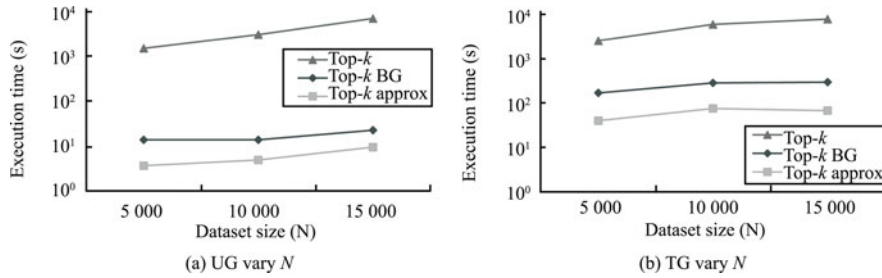 Execution time (s)
10⁴
10³
10²
10¹
10⁰
Top-k
Top-k BG
Top-k approx
5 000 10 000 15 000
Dataset size (N)
(a) UG vary N
Execution time (s)
10⁴
10³
10²
10¹
10⁰
Top-k
Top-k BG
Top-k approx
5 000 10 000 15 000
Dataset size (N)
(b) TG vary N